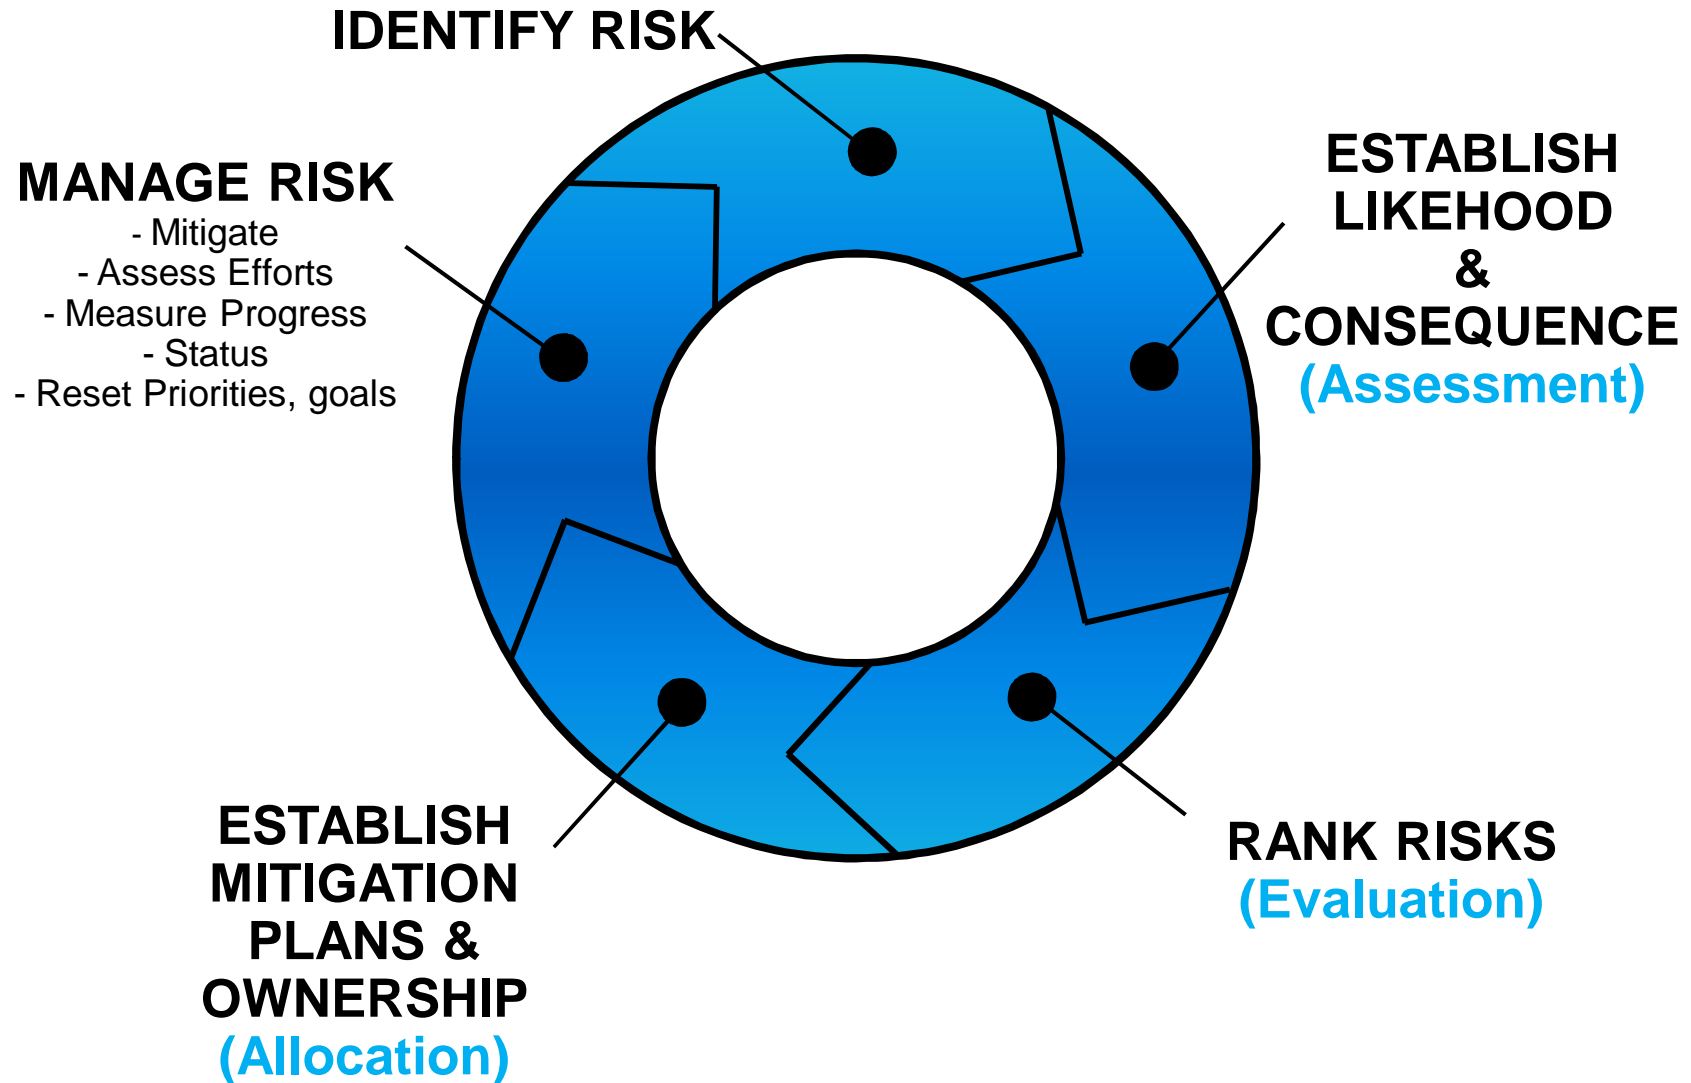 IDENTIFY RISK
ESTABLISH
LIKEHOOD
&
CONSEQUENCE
(Assessment)
RANK RISKS
(Evaluation)
ESTABLISH
MITIGATION
PLANS &
OWNERSHIP
(Allocation)
MANAGE RISK
- Mitigate
- Assess Efforts
- Measure Progress
- Status
- Reset Priorities, goals